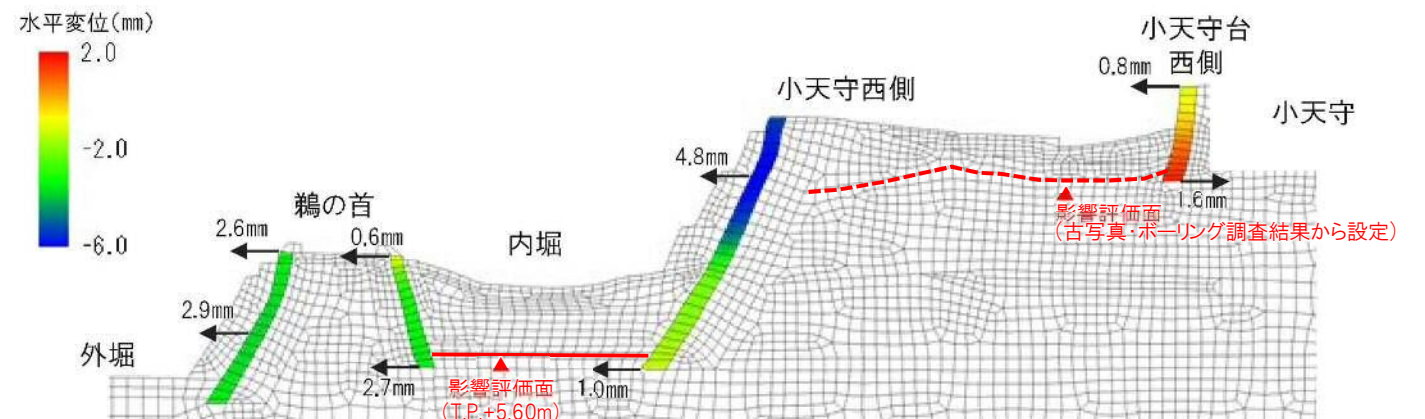 水平変位(mm)
2.0
-2.0
-6.0
小天守台
西側
0.8mm
小天守
小天守西側
4.8mm
1.6mm
影響評価面
(古写真・ボーリング調査結果から設定)
鵜の首
2.6mm
0.6mm
内堀
2.9mm
外堀
2.7mm
影響評価面
(T.P.+5.60m)
1.0mm